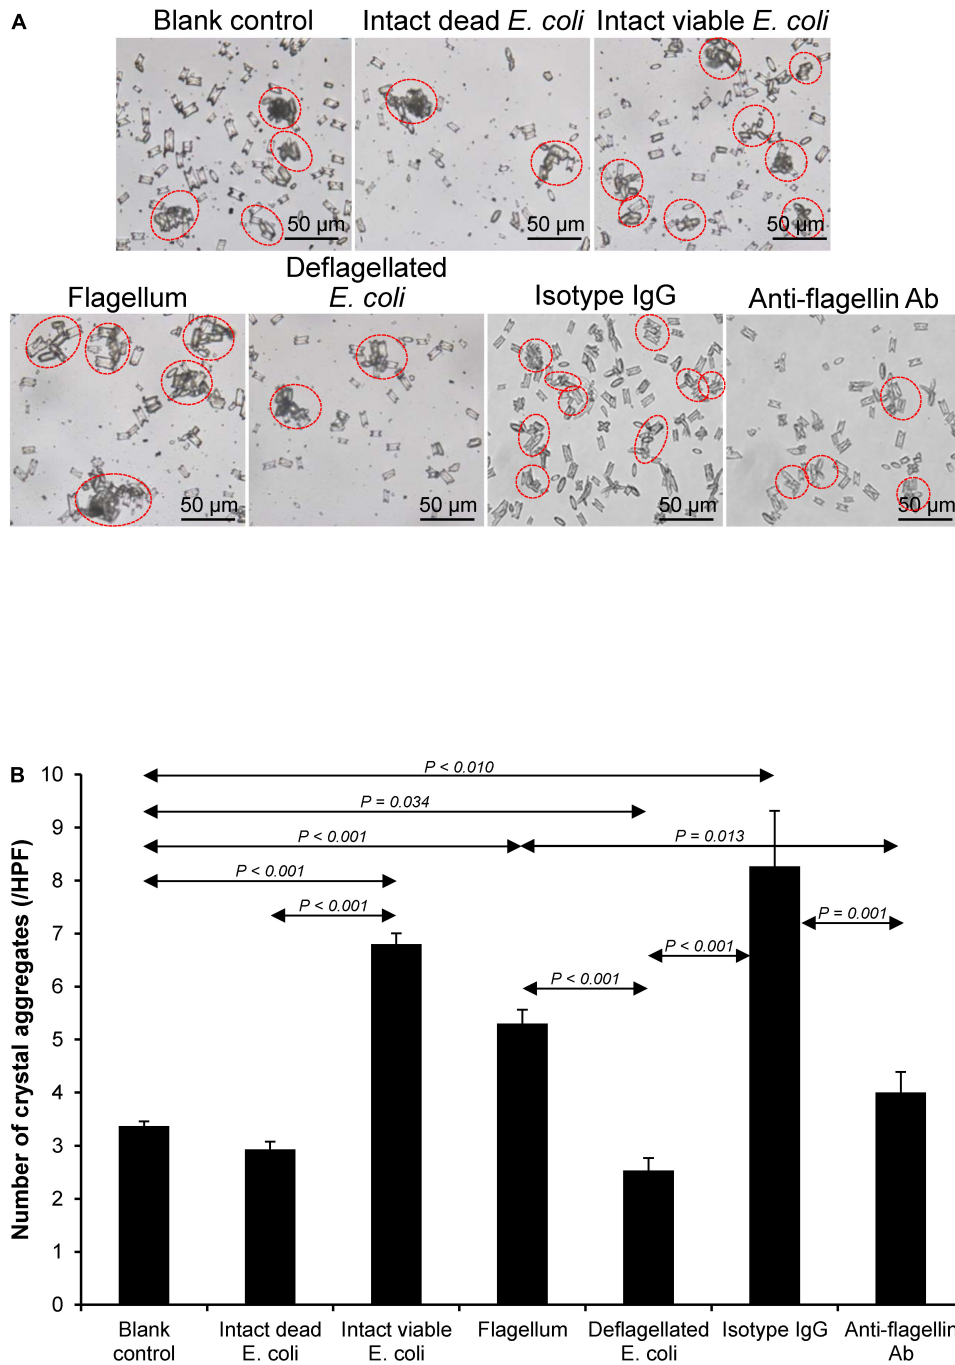 A
Blank control
Intact dead E. coli
Intact viable E. coli
50 µm
50 µm
50 µm
Flagellum
Deflagellated
E. coli
Isotype IgG
Anti-flagellin Ab
50 µm
50 µm
50 µm
50 µm
B
Number of crystal aggregates (/HPF)
10
9
8
7
6
5
4
3
2
1
0
P < 0.010
P = 0.034
P < 0.001
P = 0.013
P < 0.001
P < 0.001
P = 0.001
P < 0.001
P < 0.001
Blank
control
Intact dead
E. coli
Intact viable
E. coli
Flagellum
Deflagellated
E. coli
Isotype IgG
Anti-flagellin
Ab